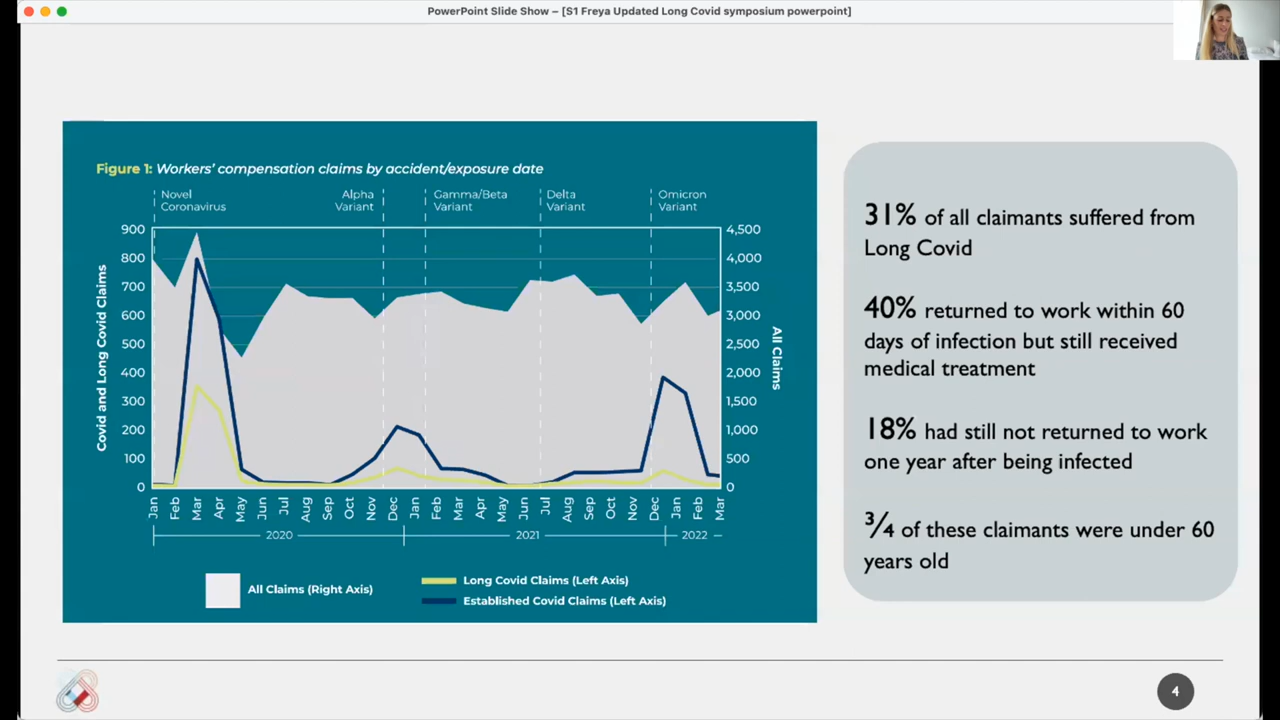 PowerPoint Slide Show – [S1 Freya Updated Long Covid symposium powerpoint]
Figure 1: Workers' compensation claims by accident/exposure date
Novel
Coronavirus
Alpha
Variant
Gamma/Beta
Variant
Delta
Variant
Omicron
Variant
Covid and Long Covid Claims
900
800
700
600
500
400
300
200
100
0
4,500
4,000
3,500
3,000
2,500
2,000
1,500
1,000
500
0
All Claims
Jan
Feb
Mar
Apr
May
Jun
Jul
Aug
Sep
Oct
Nov
Dec
Jan
Feb
Mar
Apr
May
Jun
Jul
Aug
Sep
Oct
Nov
Dec
Jan
Feb
Mar
2020
2021
2022
All Claims (Right Axis)
Long Covid Claims (Left Axis)
Established Covid Claims (Left Axis)
31% of all claimants suffered from
Long Covid
40% returned to work within 60
days of infection but still received
medical treatment
18% had still not returned to work
one year after being infected
¾ of these claimants were under 60
years old
4